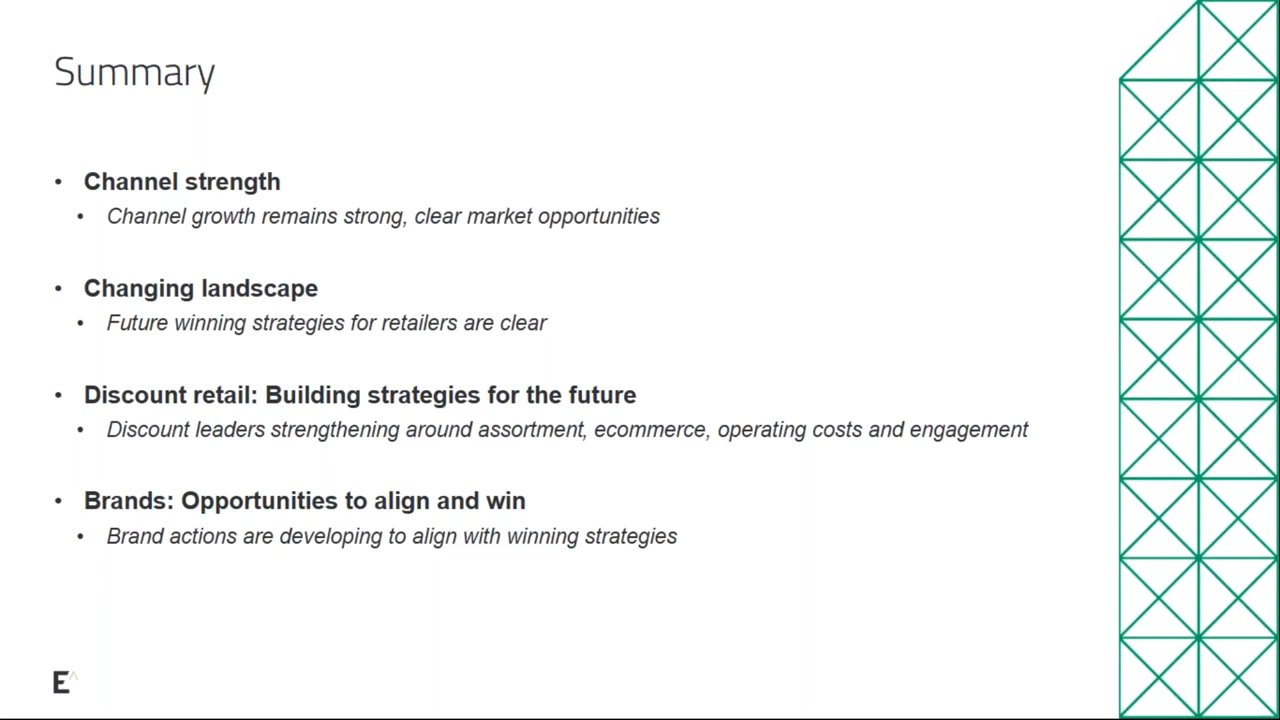 Summary
• Channel strength
• Channel growth remains strong, clear market opportunities
• Changing landscape
• Future winning strategies for retailers are clear
• Discount retail: Building strategies for the future
• Discount leaders strengthening around assortment, ecommerce, operating costs and engagement
• Brands: Opportunities to align and win
• Brand actions are developing to align with winning strategies
E^